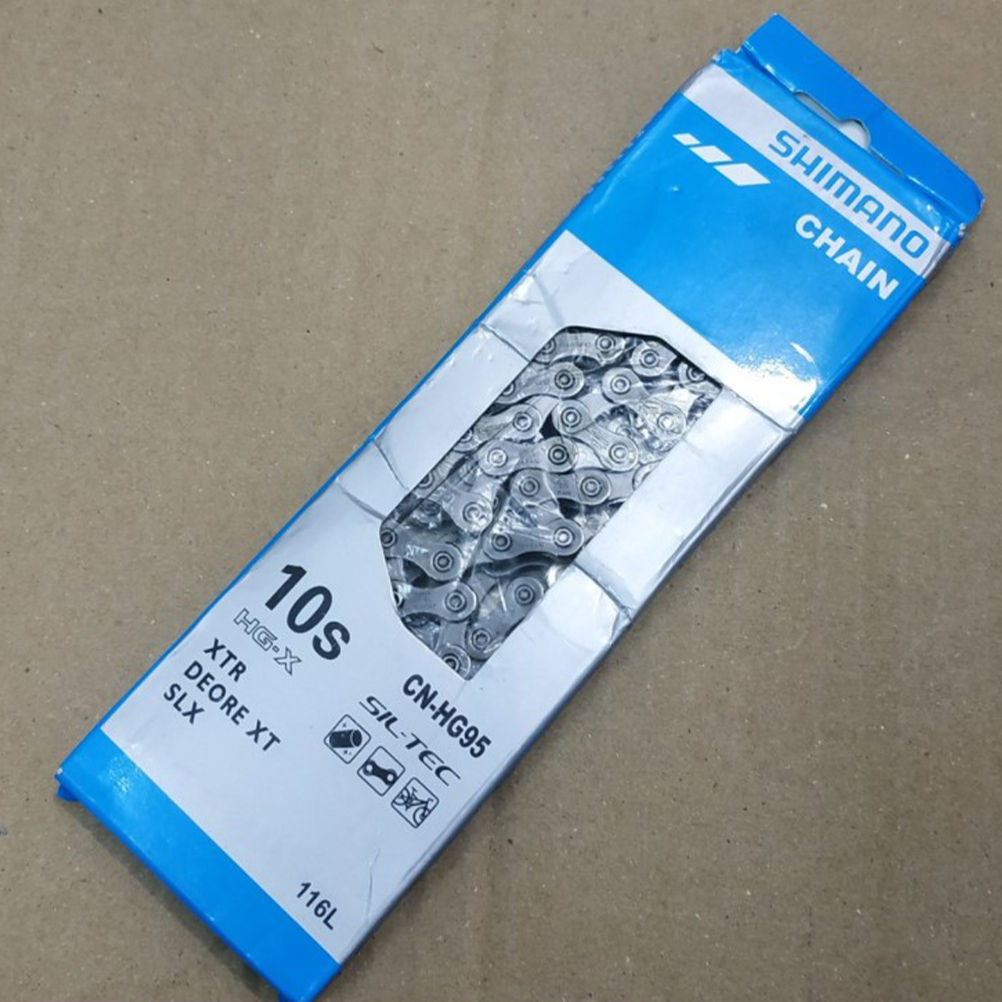 SHIMANO
CHAIN
10s
HG-X
XTR
DEORE XT
SLX
CN-HG95
SIL-TEC
116L